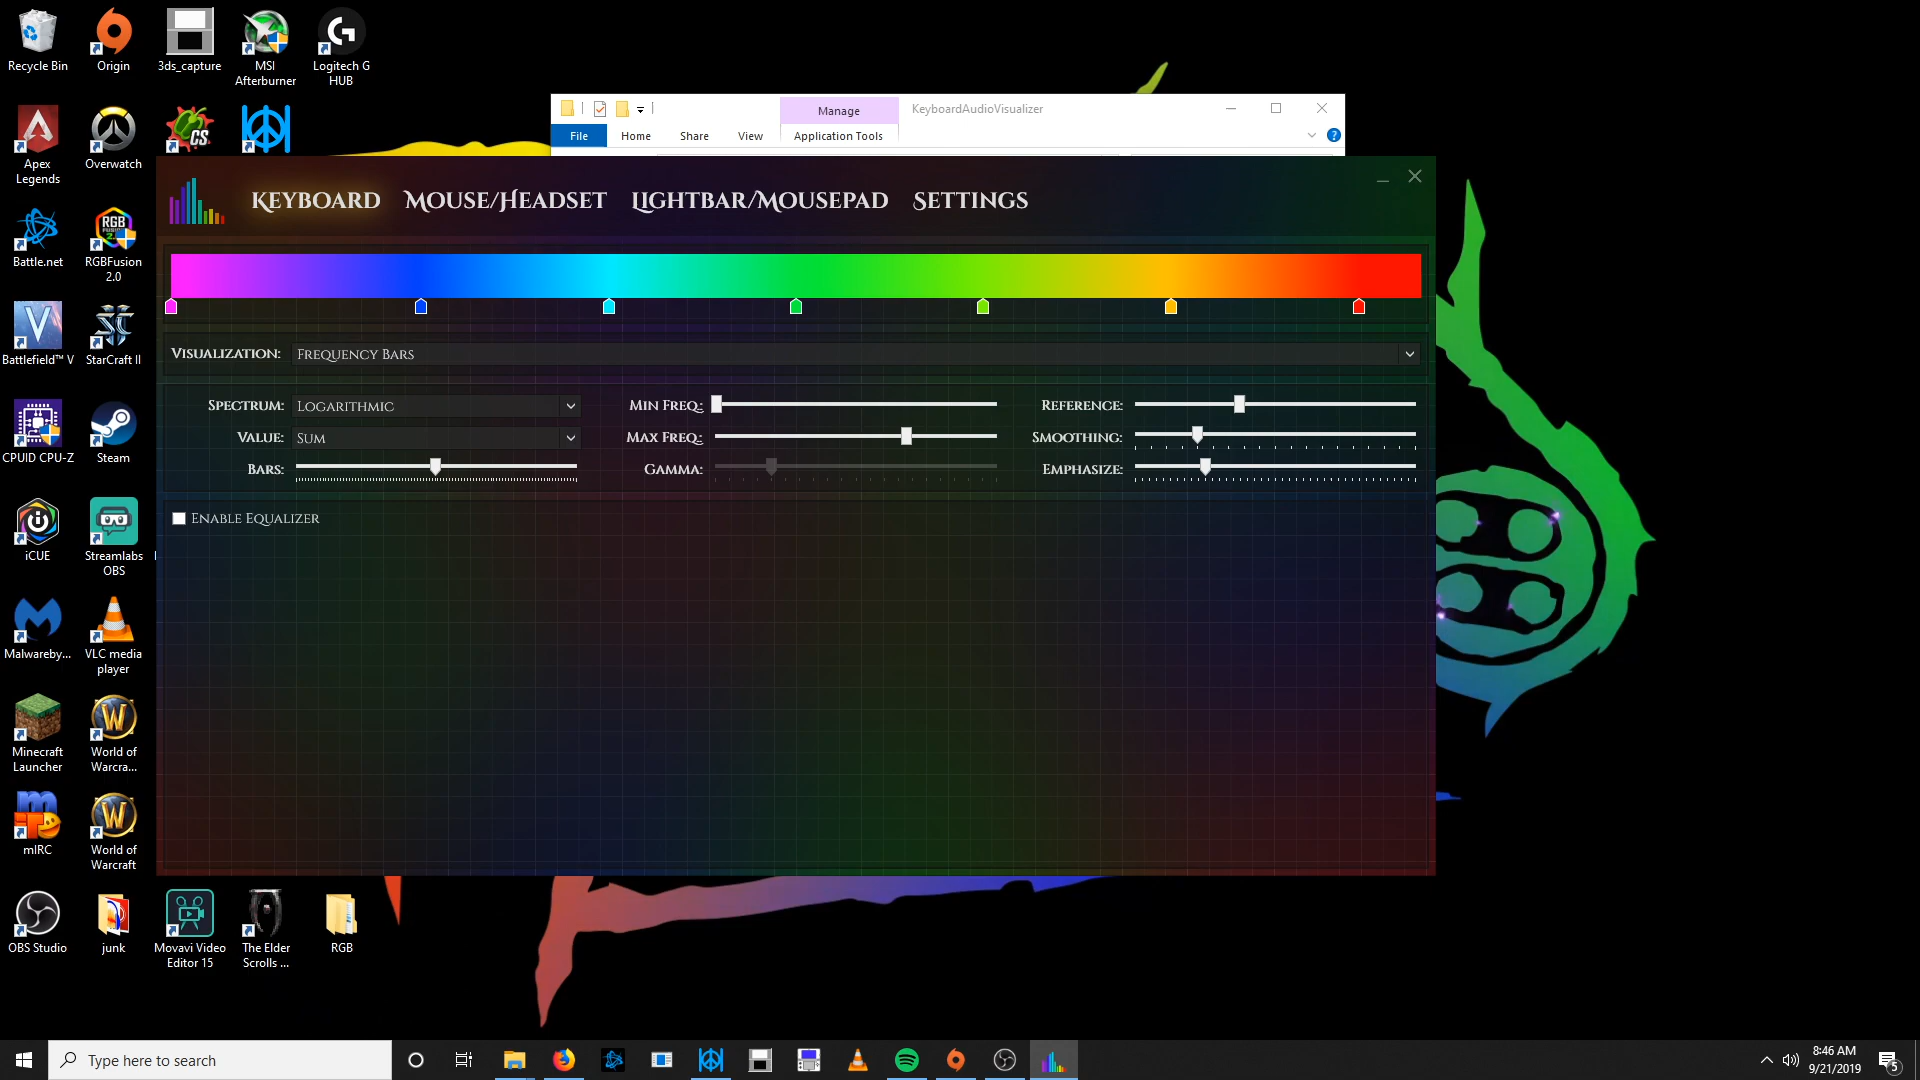 Recycle Bin
Origin
3ds_capture
MSI
Afterburner
Logitech G
HUB
Manage
KeyboardAudioVisualizer
File
Home
Share
View
Application Tools
Apex
Legends
Overwatch
CS
Keyboard
Mouse/Headset
Lightbar/Mousepad
Settings
Battle.net
RGBFusion
2.0
Visualization:
Frequency Bars
Battlefield™ V
StarCraft II
Spectrum:
Logarithmic
Min Freq.:
Reference:
Value:
Sum
Max Freq.:
Smoothing:
Bars:
Gamma:
Emphasize:
CPUID CPU-Z
Steam
Enable Equalizer
iCUE
Streamlabs
OBS
Malwareby...
VLC media
player
Minecraft
Launcher
World of
Warcra...
mIRC
World of
Warcraft
OBS Studio
junk
Movavi Video
Editor 15
The Elder
Scrolls ...
RGB
Type here to search
8:46 AM
9/21/2019
5